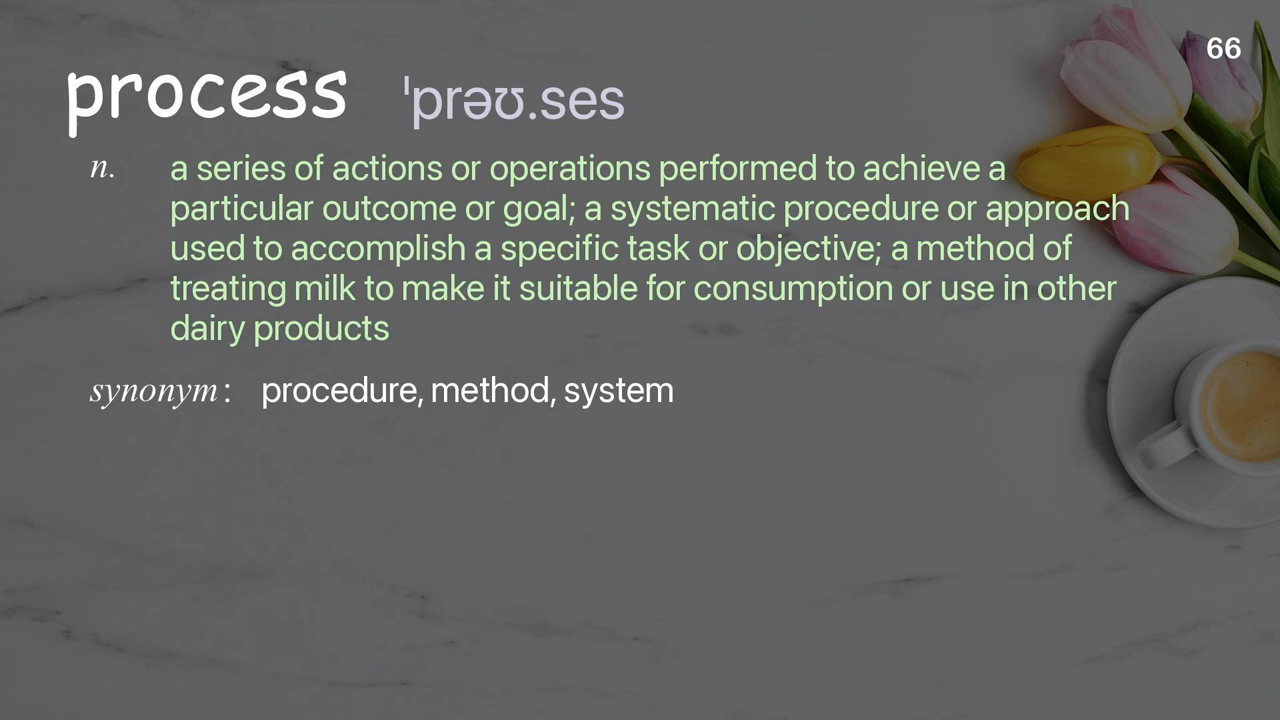 66
process ˈprəʊ.ses
n. a series of actions or operations performed to achieve a
particular outcome or goal; a systematic procedure or approach
used to accomplish a specific task or objective; a method of
treating milk to make it suitable for consumption or use in other
dairy products
synonym: procedure, method, system